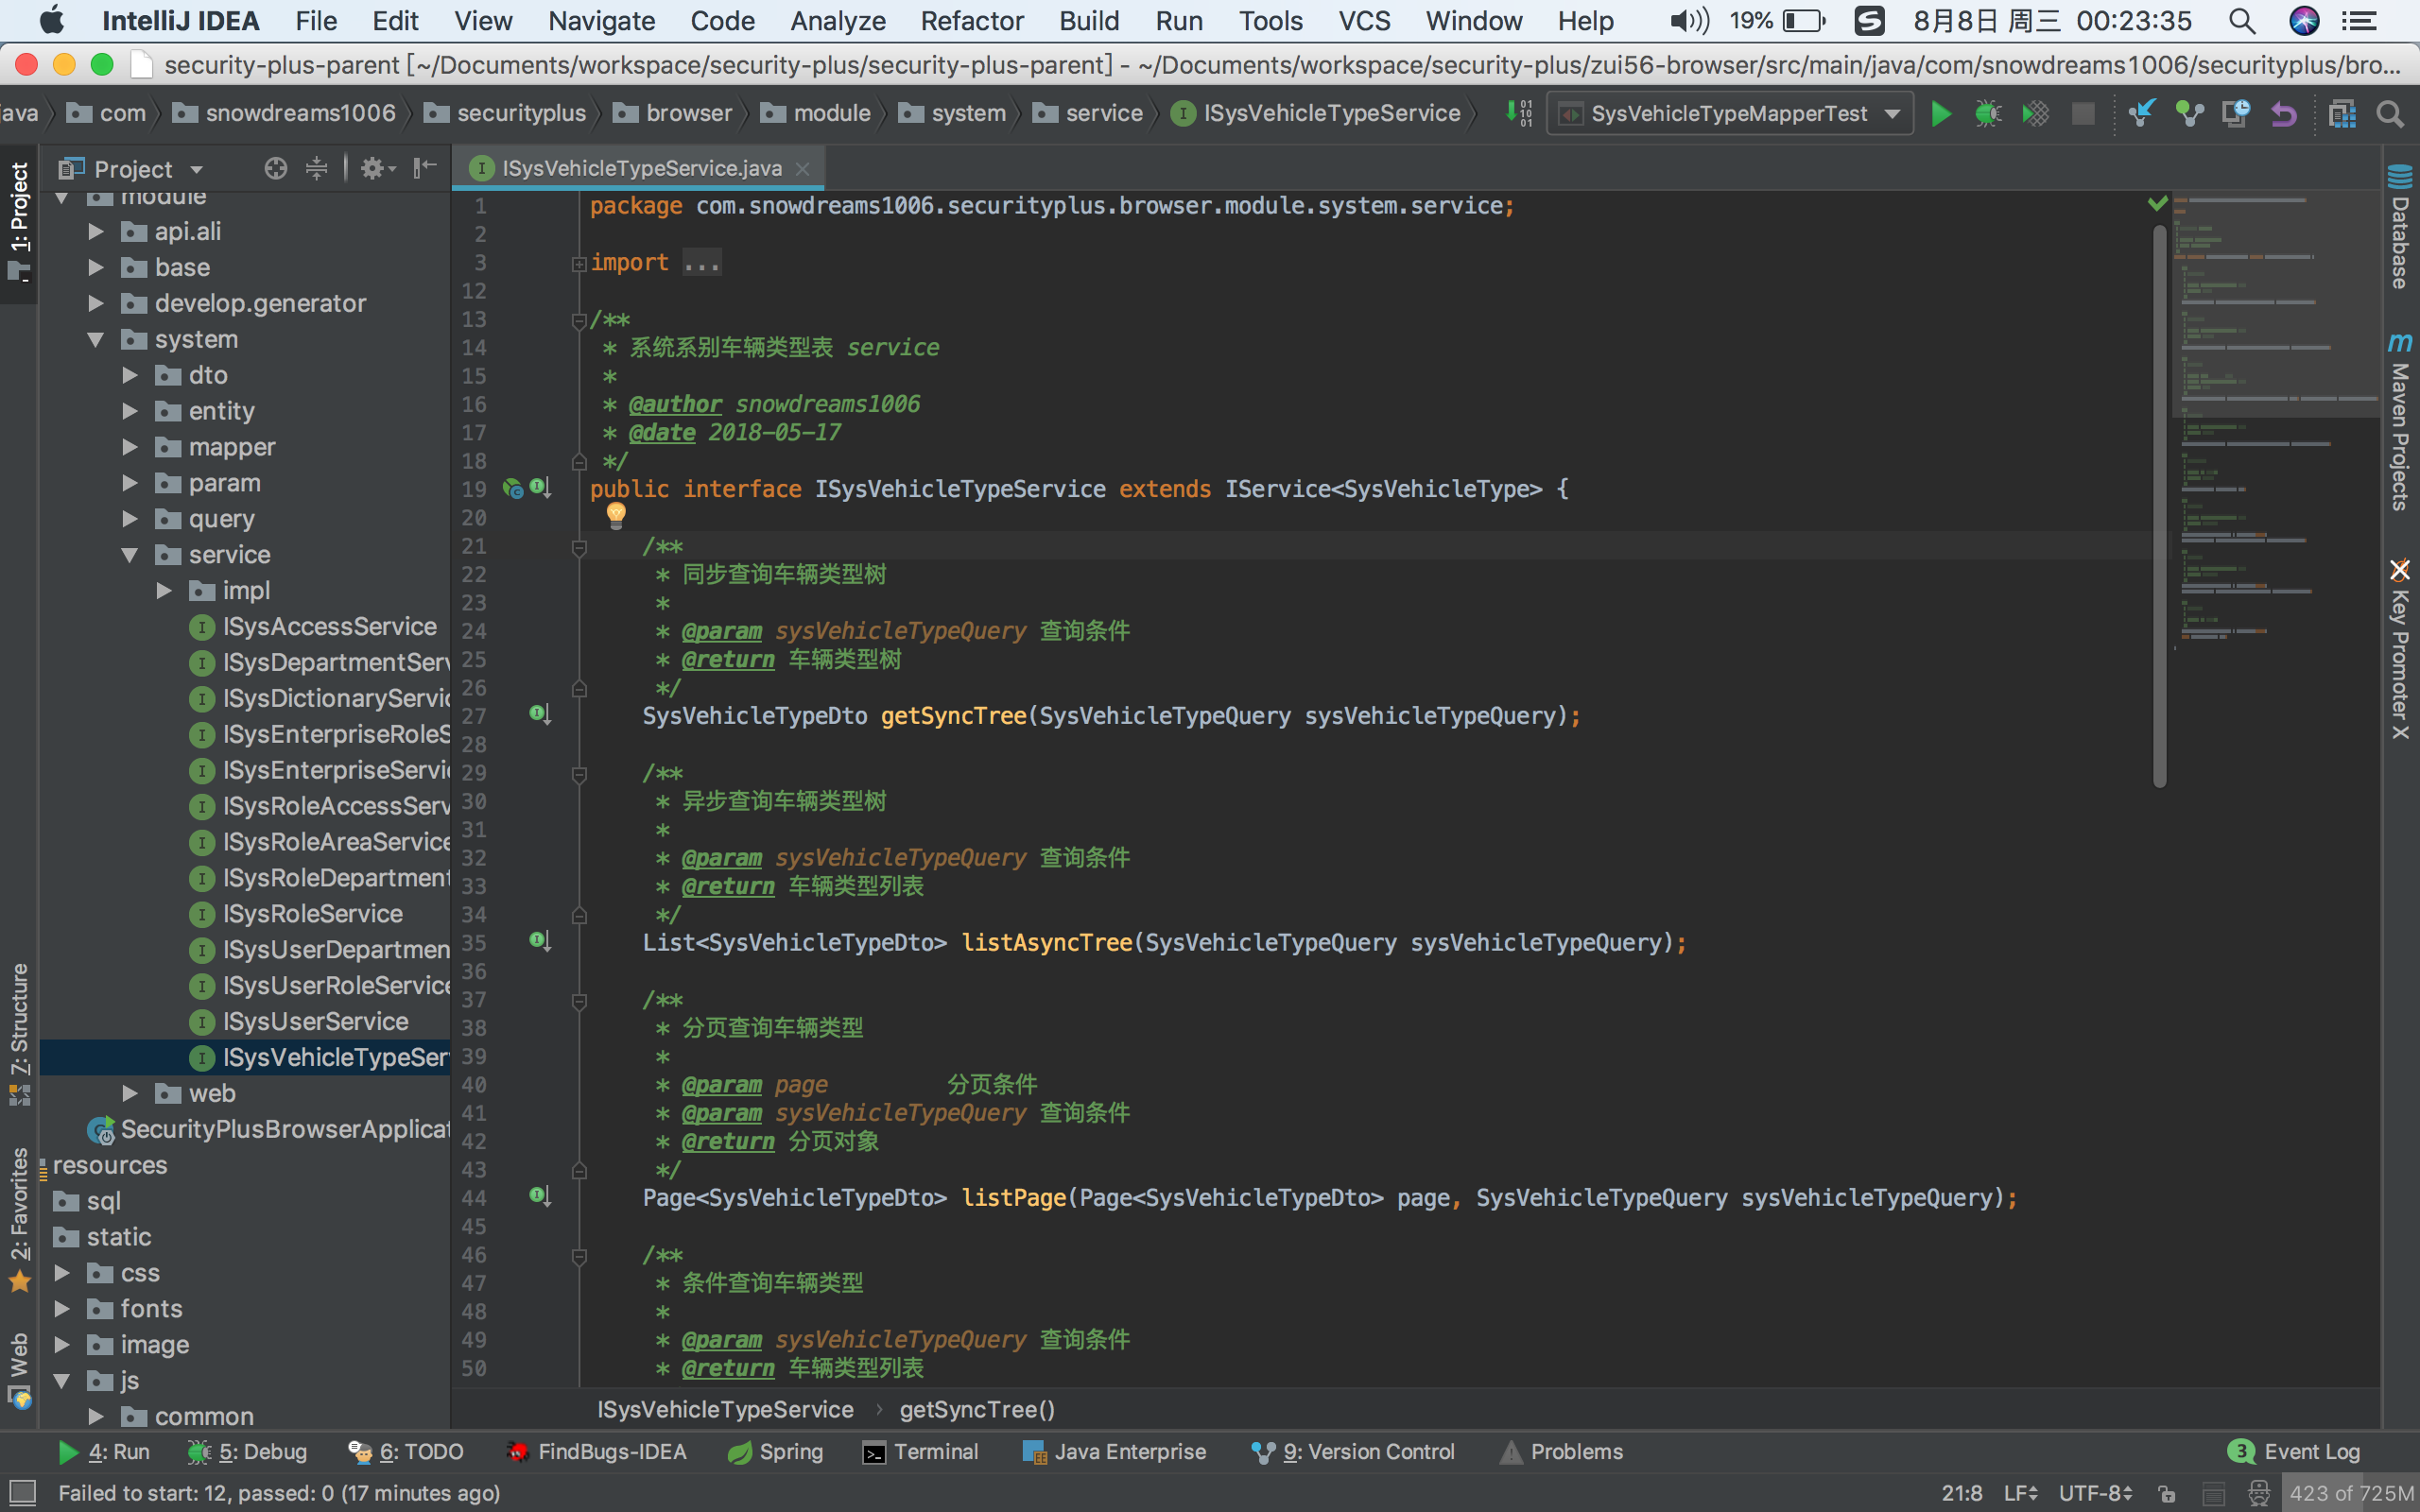 IntelliJ IDEA File Edit View Navigate Code Analyze Refactor Build Run Tools VCS Window Help 19% 8月8日 周三 00:23:35
security-plus-parent [~/Documents/workspace/security-plus/security-plus-parent] - ~/Documents/workspace/security-plus/zui56-browser/src/main/java/com/snowdreams1006/securityplus/bro...
ava com snowdreams1006 securityplus browser module system service ISysVehicleTypeService SysVehicleTypeMapperTest
1: Project
7: Structure
2: Favorites
Web
Project
module
api.ali
base
develop.generator
system
dto
entity
mapper
param
query
service
impl
ISysAccessService
ISysDepartmentServ
ISysDictionaryServic
ISysEnterpriseRoleS
ISysEnterpriseServi
ISysRoleAccessServ
ISysRoleAreaService
ISysRoleDepartment
ISysRoleService
ISysUserDepartmen
ISysUserRoleService
ISysUserService
ISysVehicleTypeServ
web
SecurityPlusBrowserApplicat
resources
sql
static
css
fonts
image
js
common
ISysVehicleTypeService.java
1 package com.snowdreams1006.securityplus.browser.module.system.service;
2
3 import ...
12
13 /**
14 * 系统系别车辆类型表 service
15 *
16 * @author snowdreams1006
17 * @date 2018-05-17
18 */
19 public interface ISysVehicleTypeService extends IService<SysVehicleType> {
20
21 /**
22 * 同步查询车辆类型树
23 *
24 * @param sysVehicleTypeQuery 查询条件
25 * @return 车辆类型树
26 */
27 SysVehicleTypeDto getSyncTree(SysVehicleTypeQuery sysVehicleTypeQuery);
28
29 /**
30 * 异步查询车辆类型树
31 *
32 * @param sysVehicleTypeQuery 查询条件
33 * @return 车辆类型列表
34 */
35 List<SysVehicleTypeDto> listAsyncTree(SysVehicleTypeQuery sysVehicleTypeQuery);
36
37 /**
38 * 分页查询车辆类型
39 *
40 * @param page 分页条件
41 * @param sysVehicleTypeQuery 查询条件
42 * @return 分页对象
43 */
44 Page<SysVehicleTypeDto> listPage(Page<SysVehicleTypeDto> page, SysVehicleTypeQuery sysVehicleTypeQuery);
45
46 /**
47 * 条件查询车辆类型
48 *
49 * @param sysVehicleTypeQuery 查询条件
50 * @return 车辆类型列表
ISysVehicleTypeService › getSyncTree()
Database
Maven Projects
Key Promoter X
4: Run 5: Debug 6: TODO FindBugs-IDEA Spring Terminal Java Enterprise 9: Version Control Problems 3 Event Log
Failed to start: 12, passed: 0 (17 minutes ago) 21:8 LF UTF-8 423 of 725M